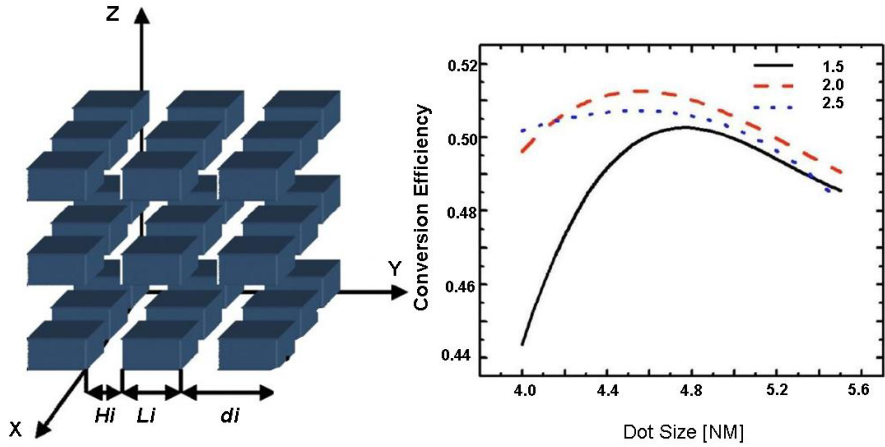 Z
Y
X
Hi Li di
Conversion Efficiency
0.52
0.50
0.48
0.46
0.44
1.5
2.0
2.5
4.0 4.4 4.8 5.2 5.6
Dot Size [NM]